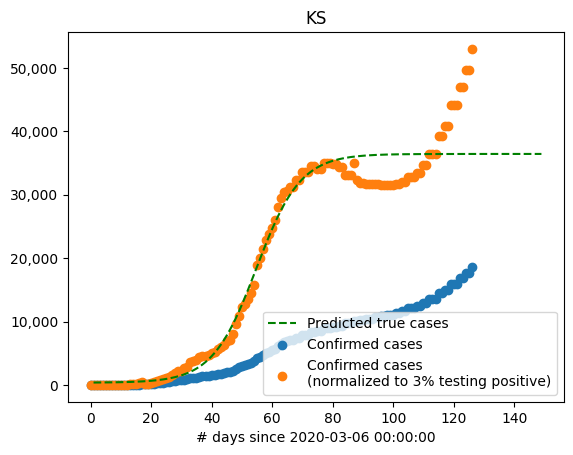 KS
50,000
40,000
30,000
20,000
10,000
0
Predicted true cases
Confirmed cases
Confirmed cases
(normalized to 3% testing positive)
0 20 40 60 80 100 120 140
# days since 2020-03-06 00:00:00